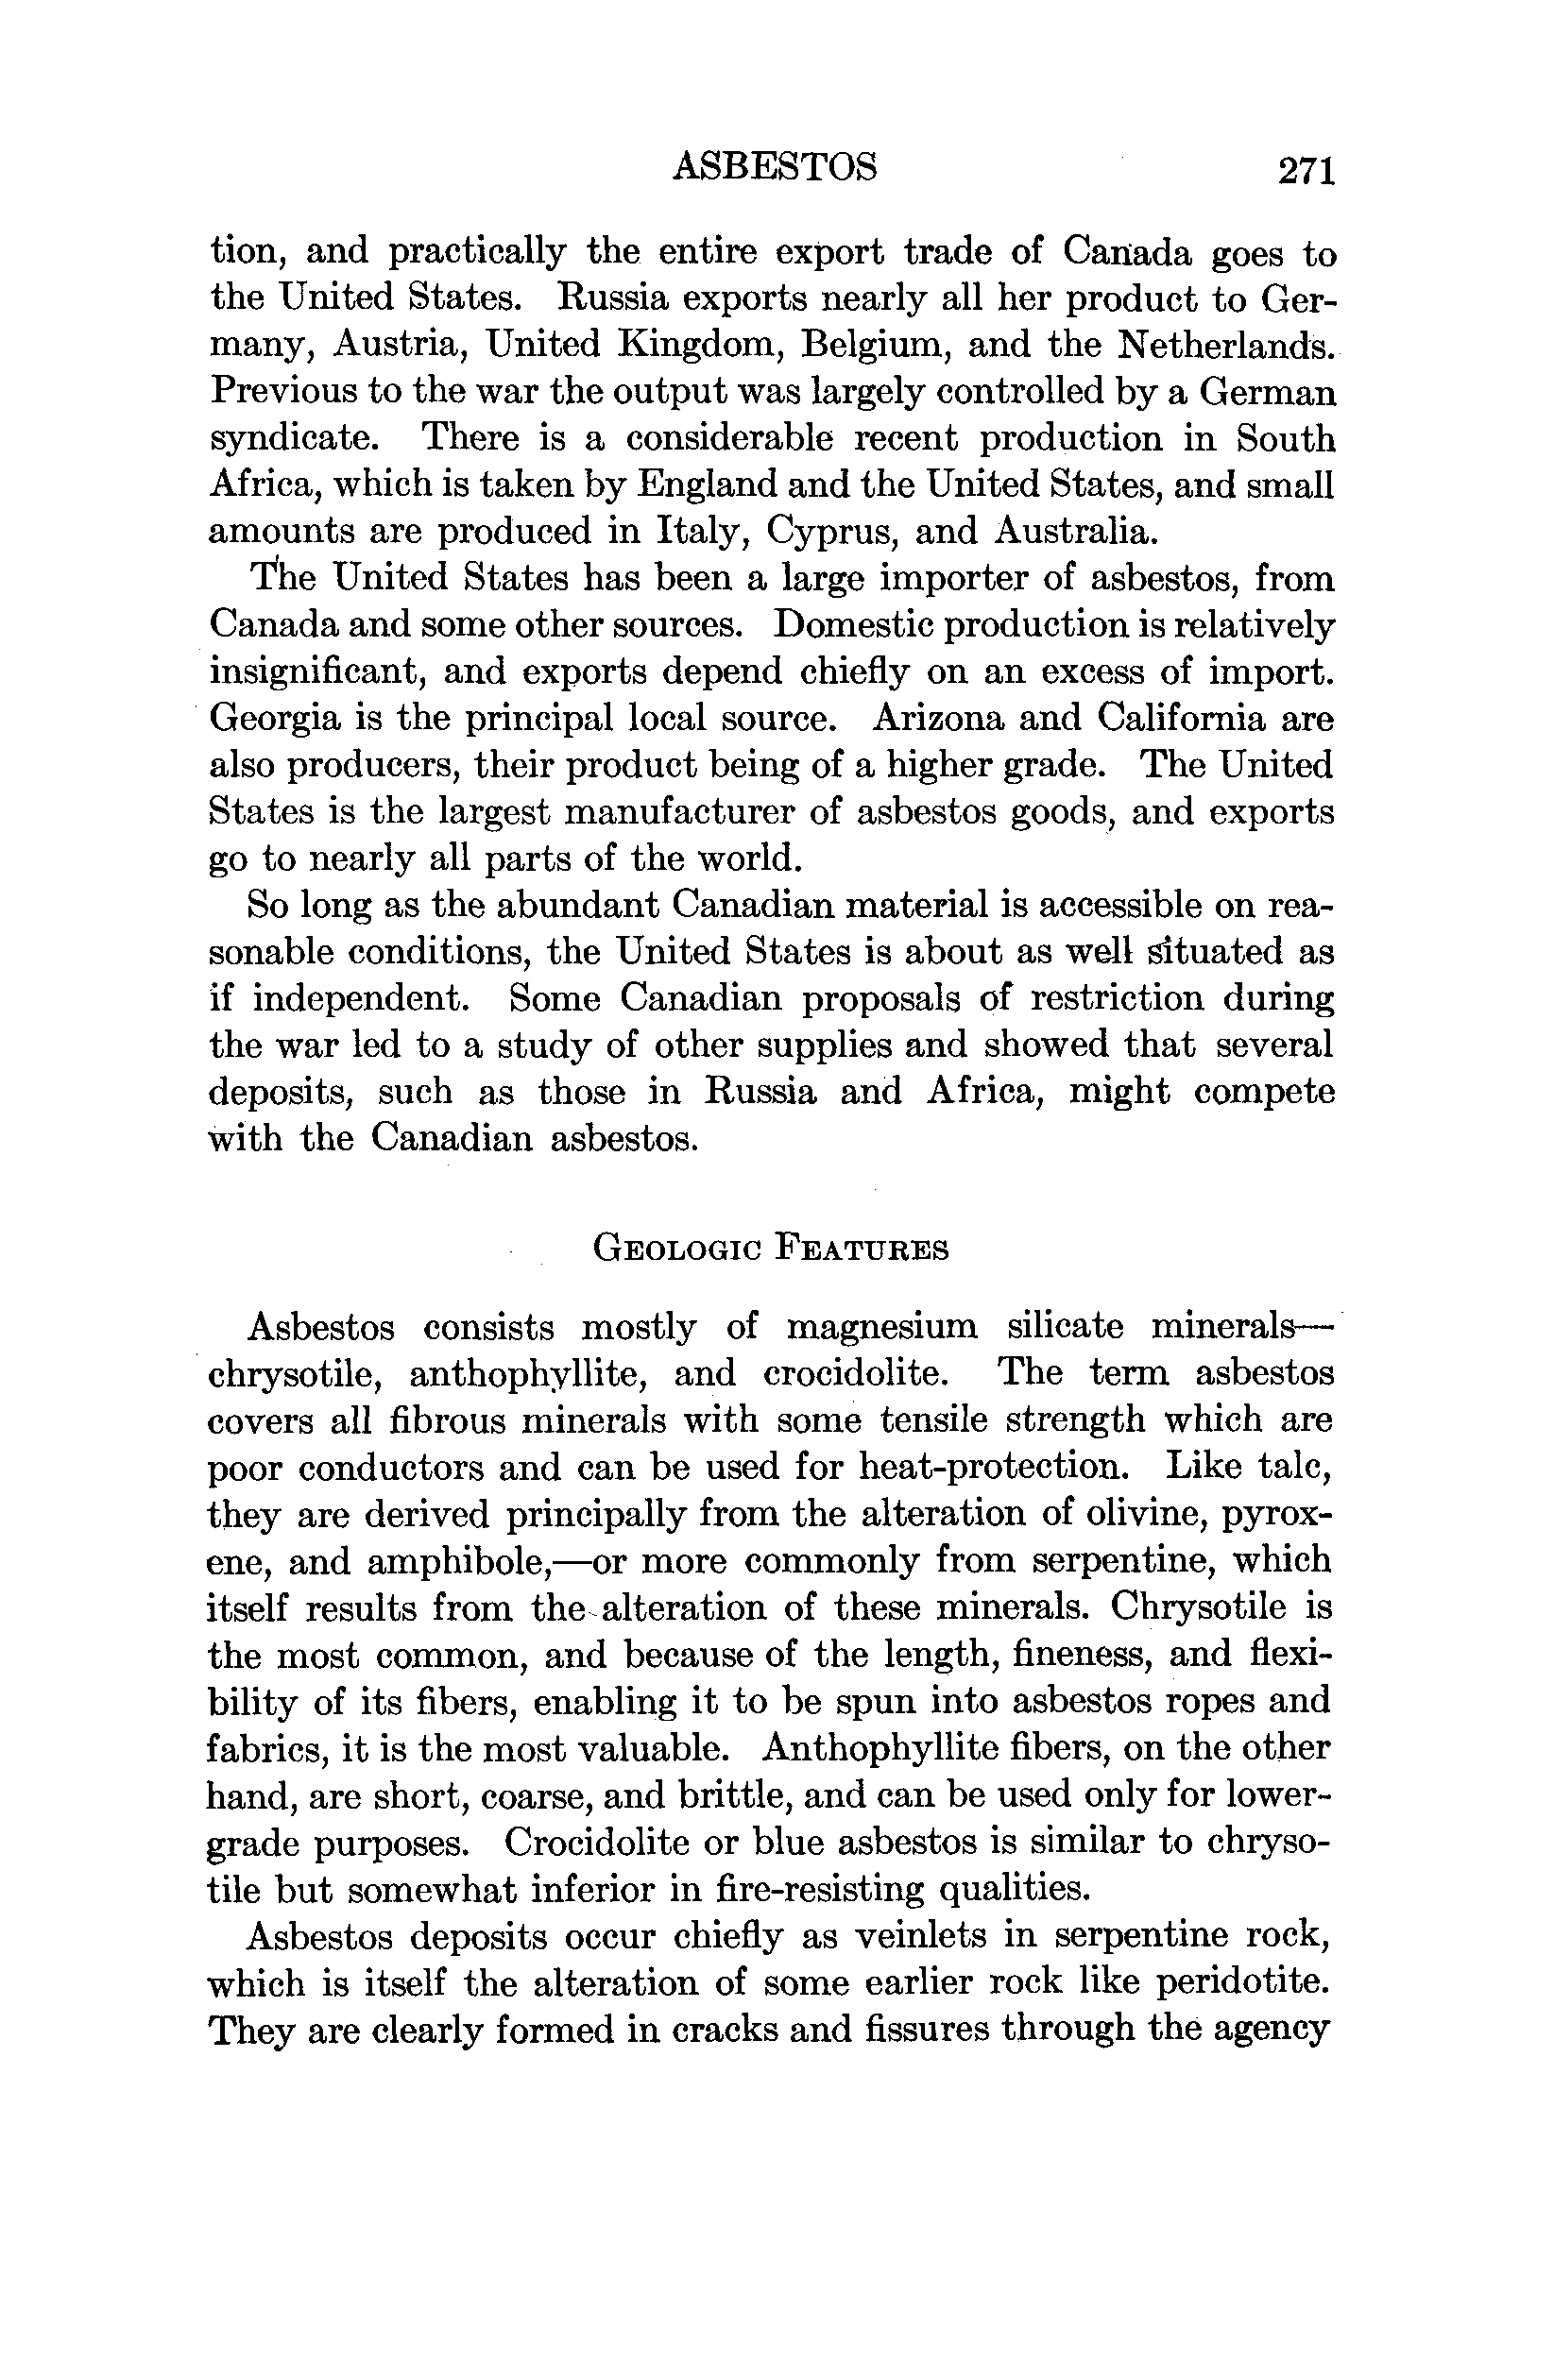 ASBESTOS 271
tion, and practically the entire export trade of Canada goes to
the United States. Russia exports nearly all her product to Ger-
many, Austria, United Kingdom, Belgium, and the Netherlands.
Previous to the war the output was largely controlled by a German
syndicate. There is a considerable recent production in South
Africa, which is taken by England and the United States, and small
amounts are produced in Italy, Cyprus, and Australia.
The United States has been a large importer of asbestos, from
Canada and some other sources. Domestic production is relatively
insignificant, and exports depend chiefly on an excess of import.
Georgia is the principal local source. Arizona and California are
also producers, their product being of a higher grade. The United
States is the largest manufacturer of asbestos goods, and exports
go to nearly all parts of the world.
So long as the abundant Canadian material is accessible on rea-
sonable conditions, the United States is about as well situated as
if independent. Some Canadian proposals of restriction during
the war led to a study of other supplies and showed that several
deposits, such as those in Russia and Africa, might compete
with the Canadian asbestos.
GEOLOGIC FEATURES
Asbestos consists mostly of magnesium silicate minerals—
chrysotile, anthophyllite, and crocidolite. The term asbestos
covers all fibrous minerals with some tensile strength which are
poor conductors and can be used for heat-protection. Like talc,
they are derived principally from the alteration of olivine, pyrox-
ene, and amphibole,—or more commonly from serpentine, which
itself results from the alteration of these minerals. Chrysotile is
the most common, and because of the length, fineness, and flexi-
bility of its fibers, enabling it to be spun into asbestos ropes and
fabrics, it is the most valuable. Anthophyllite fibers, on the other
hand, are short, coarse, and brittle, and can be used only for lower-
grade purposes. Crocidolite or blue asbestos is similar to chryso-
tile but somewhat inferior in fire-resisting qualities.
Asbestos deposits occur chiefly as veinlets in serpentine rock,
which is itself the alteration of some earlier rock like peridotite.
They are clearly formed in cracks and fissures through the agency